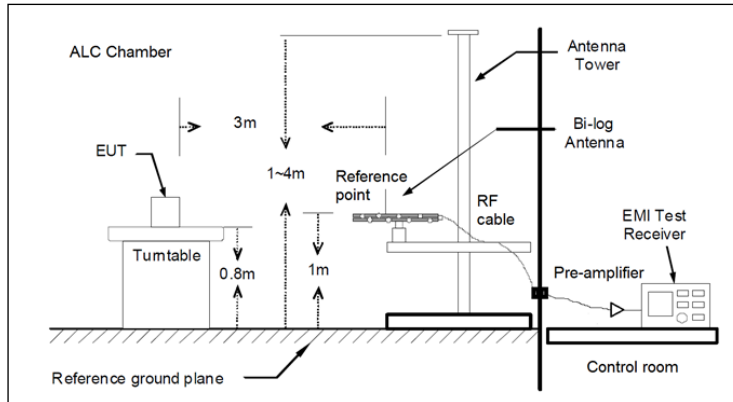 ALC Chamber
Antenna
Tower
3m
Bi-log
Antenna
EUT
1~4m
Reference
point
RF
cable
EMI Test
Receiver
Turntable
0.8m
1m
Pre-amplifier
Reference ground plane
Control room